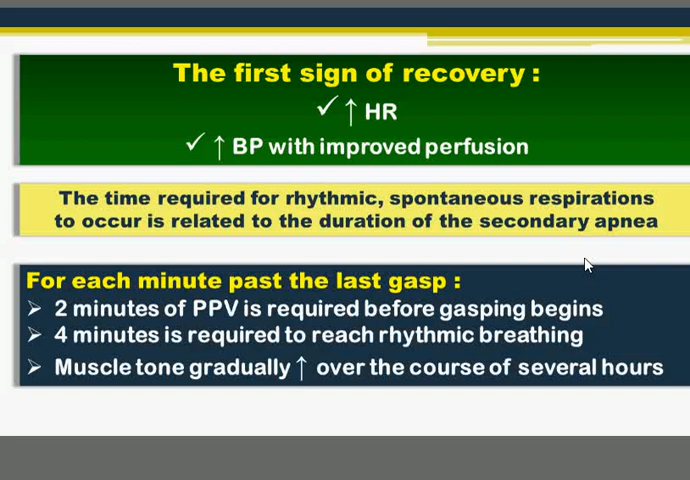 The first sign of recovery :
✓ ↑ HR
✓ ↑ BP with improved perfusion
The time required for rhythmic, spontaneous respirations
to occur is related to the duration of the secondary apnea
For each minute past the last gasp :
➢ 2 minutes of PPV is required before gasping begins
➢ 4 minutes is required to reach rhythmic breathing
➢ Muscle tone gradually ↑ over the course of several hours